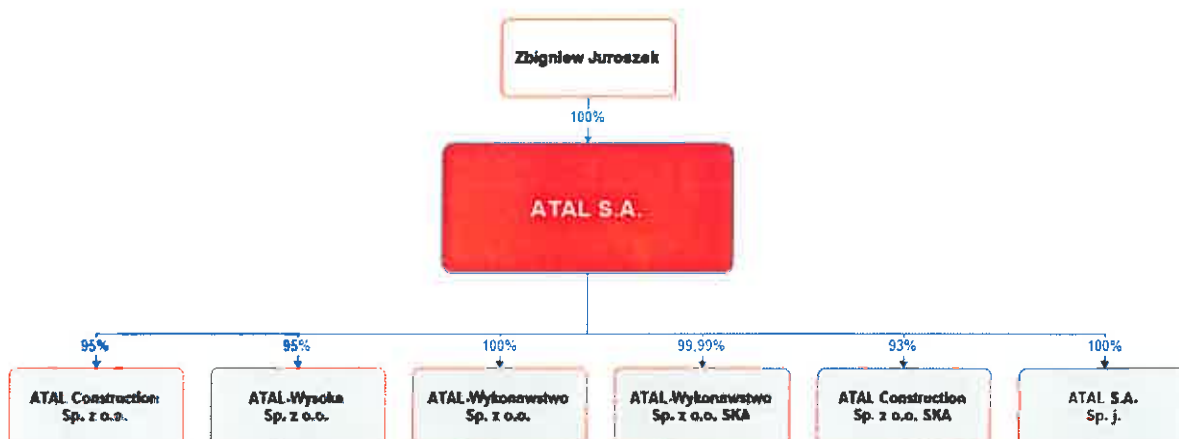 Zbigniew Juroszek
100%
ATAL S.A.
95%
95%
100%
99,99%
93%
100%
ATAL Construction
Sp. z o.o.
ATAL-Wysoka
Sp. z o.o.
ATAL-Wykonawstwo
Sp. z o.o.
ATAL-Wykonawstwo
Sp. z o.o. SKA
ATAL Construction
Sp. z o.o. SKA
ATAL S.A.
Sp. j.